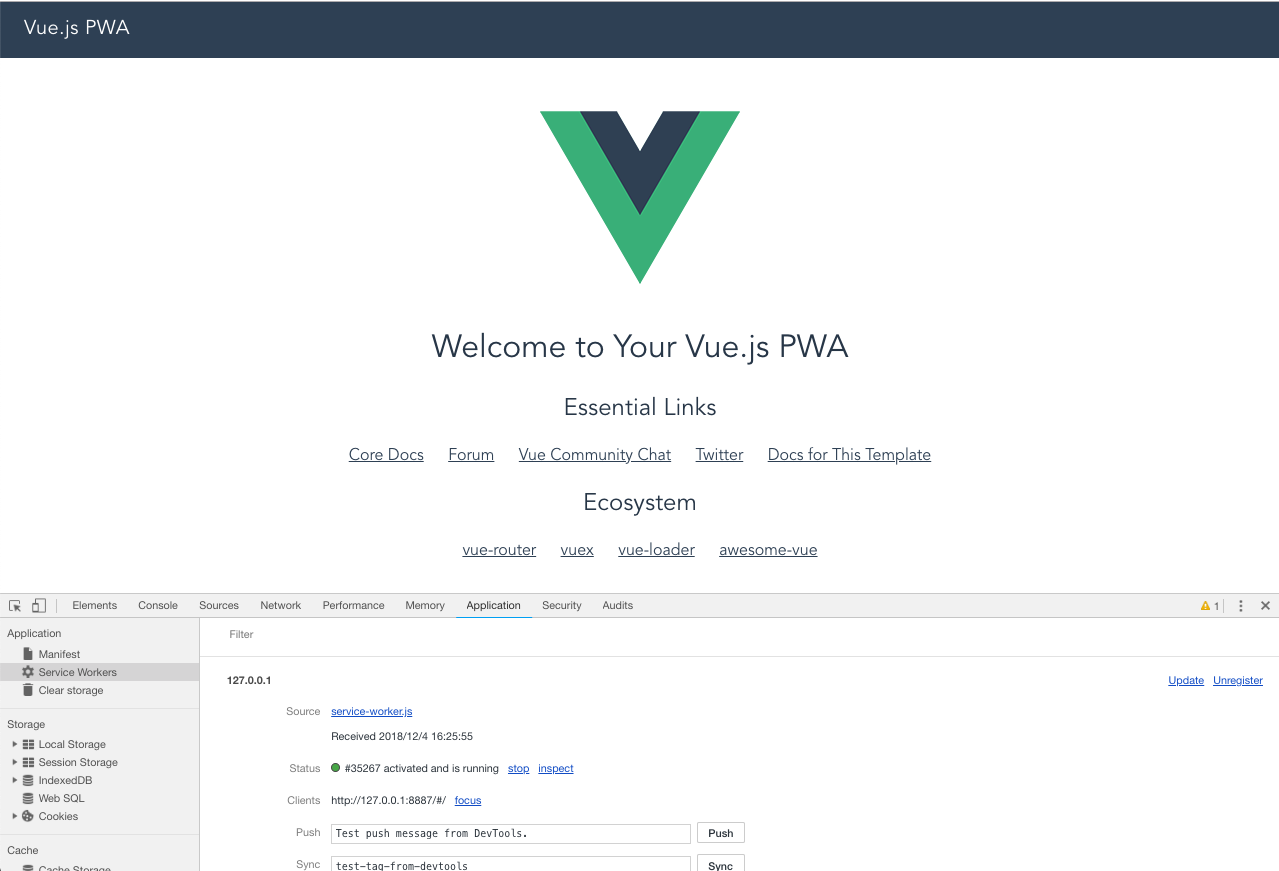 Vue.js PWA
Welcome to Your Vue.js PWA
Essential Links
Core Docs Forum Vue Community Chat Twitter Docs for This Template
Ecosystem
vue-router vuex vue-loader awesome-vue
Elements Console Sources Network Performance Memory Application Security Audits 1
Application
Manifest
Service Workers
Clear storage
Storage
Local Storage
Session Storage
IndexedDB
Web SQL
Cookies
Cache
Cache Storage
Filter
127.0.0.1 Update Unregister
Source service-worker.js
Received 2018/12/4 16:25:55
Status #35267 activated and is running stop inspect
Clients http://127.0.0.1:8887/#/ focus
Push Test push message from DevTools. Push
Sync test-tag-from-devtools Sync